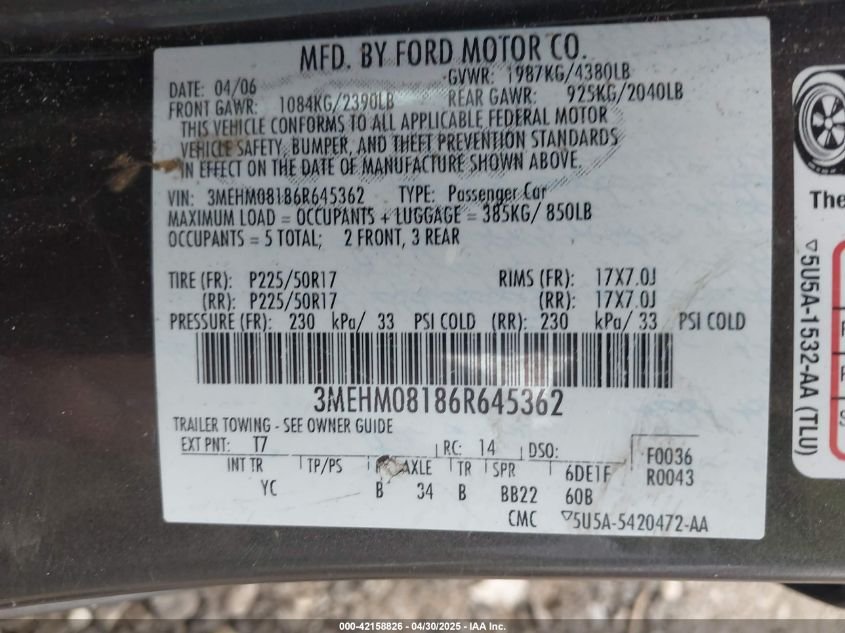 MFD. BY FORD MOTOR CO.
DATE: 04/06 GVWR: 1987KG/4380LB
FRONT GAWR: 1084KG/2390LB REAR GAWR: 925KG/2040LB
THIS VEHICLE CONFORMS TO ALL APPLICABLE FEDERAL MOTOR
VEHICLE SAFETY, BUMPER, AND THEFT PREVENTION STANDARDS
IN EFFECT ON THE DATE OF MANUFACTURE SHOWN ABOVE.
VIN: 3MEHM08186R645362 TYPE: Passenger Car
MAXIMUM LOAD = OCCUPANTS + LUGGAGE = 385KG/ 850LB
OCCUPANTS = 5 TOTAL; 2 FRONT, 3 REAR
TIRE (FR): P225/50R17 RIMS (FR): 17X7.0J
(RR): P225/50R17 (RR): 17X7.0J
PRESSURE (FR): 230 kPa/ 33 PSI COLD (RR): 230 kPa/ 33 PSI COLD
3MEHM08186R645362
TRAILER TOWING - SEE OWNER GUIDE
EXT PNT: T7 RC: 14 DSO: F0036
INT TR TP/PS AXLE TR SPR 6DE1F R0043
YC B 34 B BB22 60B
CMC ▽5U5A-5420472-AA
The
▽5U5A-1532-AA (TLU)
000-42158826 - 04/30/2025 - IAA Inc.